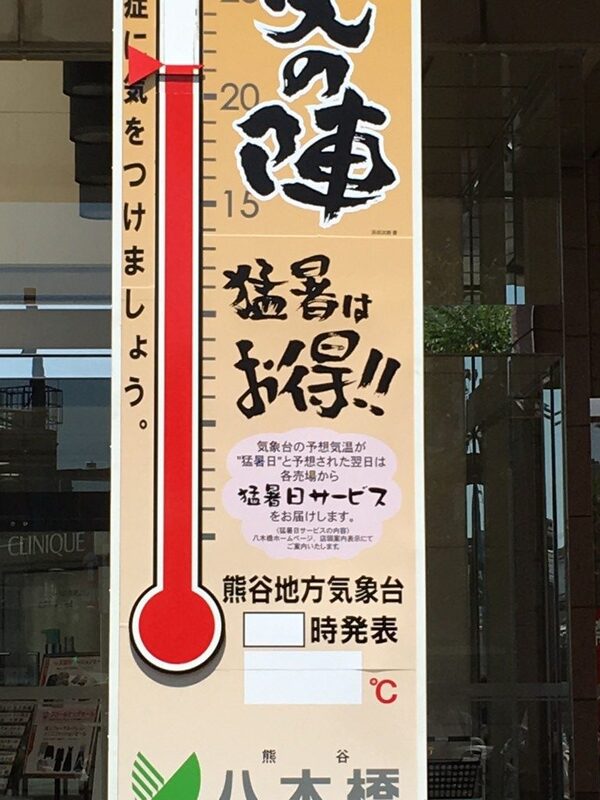 の陣
症に気をつけましょう。
20
15
猛暑は
お得!!
気象台の予想気温が
"猛暑日"と予想された翌日は
各売場から
猛暑日サービス
をお届けします。
〈猛暑日サービスの内容〉
八木橋ホームページ、店頭案内表示にて
ご案内いたします。
CLINIQUE
熊谷地方気象台
時発表
℃
熊谷
八木橋